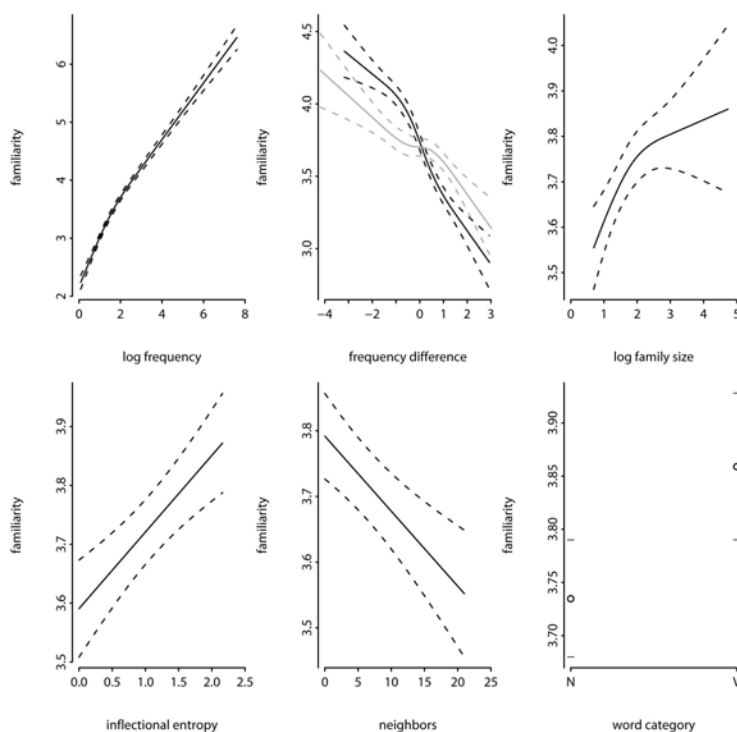 familiarity
2 3 4 5 6
0 2 4 6 8
log frequency
familiarity
3.0 3.5 4.0 4.5
−4 −2 0 1 2 3
frequency difference
familiarity
3.5 3.6 3.7 3.8 3.9 4.0
0 1 2 3 4 5
log family size
familiarity
3.5 3.6 3.7 3.8 3.9
0.0 0.5 1.0 1.5 2.0 2.5
inflectional entropy
familiarity
3.5 3.6 3.7 3.8
0 5 10 15 20 25
neighbors
familiarity
3.70 3.75 3.80 3.85 3.90
N
word category